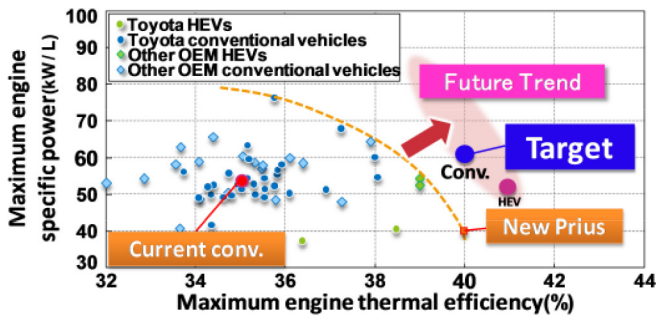 Toyota HEVs
Toyota conventional vehicles
Other OEM HEVs
Other OEM conventional vehicles
Maximum engine
specific power(kW/L)
100
90
80
70
60
50
40
30
Future Trend
Target
Conv.
HEV
New Prius
Current conv.
32 34 36 38 40 42 44
Maximum engine thermal efficiency(%)